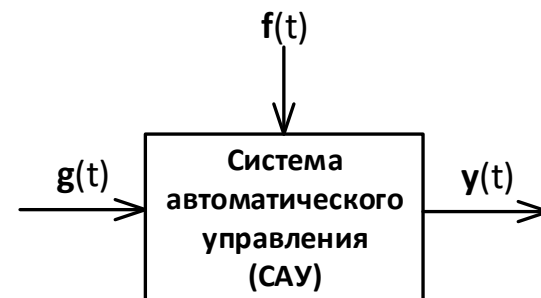 f(t)
g(t)
Система
автоматического
управления
(САУ)
y(t)